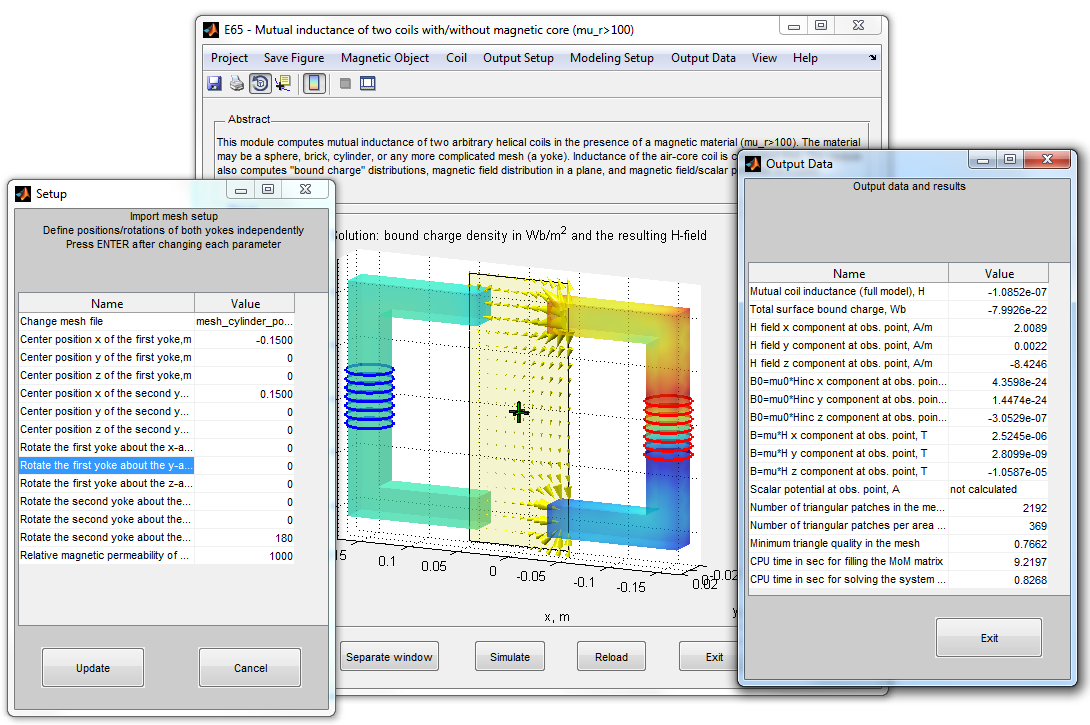 E65 - Mutual inductance of two coils with/without magnetic core (mu_r>100)
Project Save Figure Magnetic Object Coil Output Setup Modeling Setup Output Data View Help
Abstract
This module computes mutual inductance of two arbitrary helical coils in the presence of a magnetic material (mu_r>100). The material
may be a sphere, brick, cylinder, or any more complicated mesh (a yoke). Inductance of the air-core coil is
also computes "bound charge" distributions, magnetic field distribution in a plane, and magnetic field/scalar
Solution: bound charge density in Wb/m2 and the resulting H-field
0.1 0.05 0 -0.05 -0.1 -0.15 0.02
x, m
Separate window Simulate Reload Exit
Setup
Import mesh setup
Define positions/rotations of both yokes independently
Press ENTER after changing each parameter
Name Value
Change mesh file mesh_cylinder_po...
Center position x of the first yoke,m -0.1500
Center position y of the first yoke,m 0
Center position z of the first yoke,m 0
Center position x of the second y... 0.1500
Center position y of the second y... 0
Center position z of the second y... 0
Rotate the first yoke about the x-a... 0
Rotate the first yoke about the y-a... 0
Rotate the first yoke about the z-a... 0
Rotate the second yoke about the... 0
Rotate the second yoke about the... 0
Rotate the second yoke about the... 180
Relative magnetic permeability of ... 1000
Update Cancel
Output Data
Output data and results
Name Value
Mutual coil inductance (full model), H -1.0852e-07
Total surface bound charge, Wb -7.9926e-22
H field x component at obs. point, A/m 2.0089
H field y component at obs. point, A/m 0.0022
H field z component at obs. point, A/m -8.4246
B0=mu0*Hinc x component at obs. poin... 4.3598e-24
B0=mu0*Hinc y component at obs. poin... 1.4474e-24
B0=mu0*Hinc z component at obs. poin... -3.0529e-07
B=mu*H x component at obs. point, T 2.5245e-06
B=mu*H y component at obs. point, T 2.8099e-09
B=mu*H z component at obs. point, T -1.0587e-05
Scalar potential at obs. point, A not calculated
Number of triangular patches in the me... 2192
Number of triangular patches per area ... 369
Minimum triangle quality in the mesh 0.7662
CPU time in sec for filling the MoM matrix 9.2197
CPU time in sec for solving the system ... 0.8268
Exit